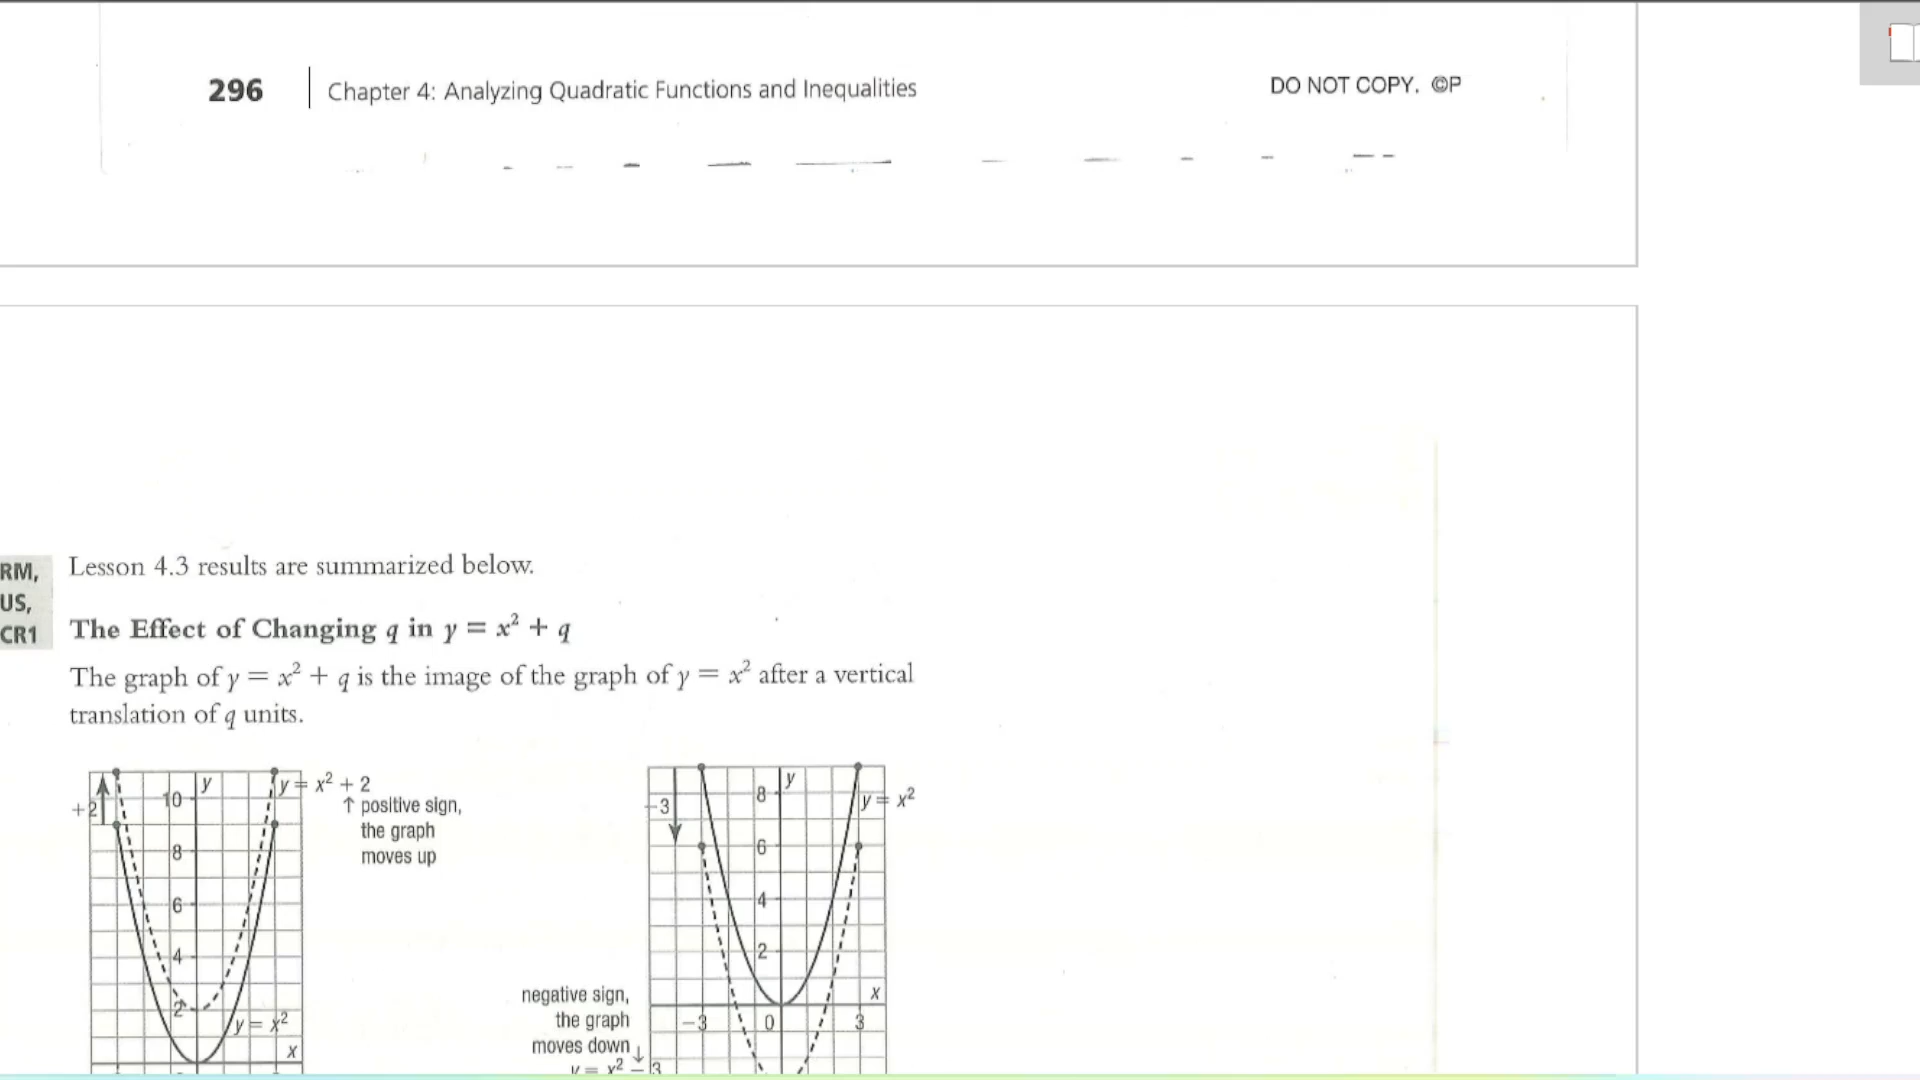 296 Chapter 4: Analyzing Quadratic Functions and Inequalities DO NOT COPY. ©P
RM,
US,
CR1
Lesson 4.3 results are summarized below.
The Effect of Changing q in y = x² + q
The graph of y = x² + q is the image of the graph of y = x² after a vertical
translation of q units.
+2
10
8
6
4
2
y
y = x² + 2
↑ positive sign,
the graph
moves up
y = x²
x
−3
8
6
4
2
y
y = x²
x
−3 0 3
negative sign,
the graph
moves down ↓
y = x² − 3